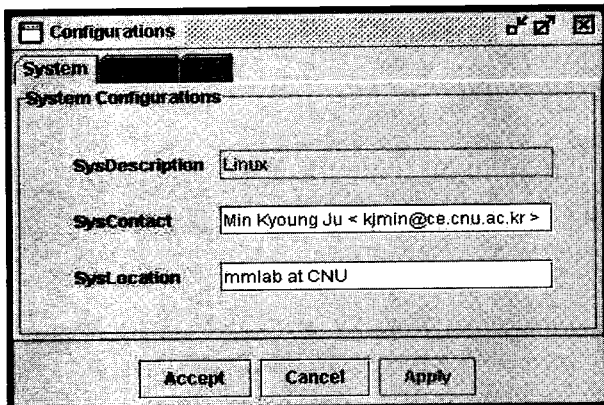 Configurations
System
System Configurations
SysDescription Linux
SysContact Min Kyoung Ju < kjmin@ce.cnu.ac.kr >
SysLocation mmlab at CNU
Accept Cancel Apply